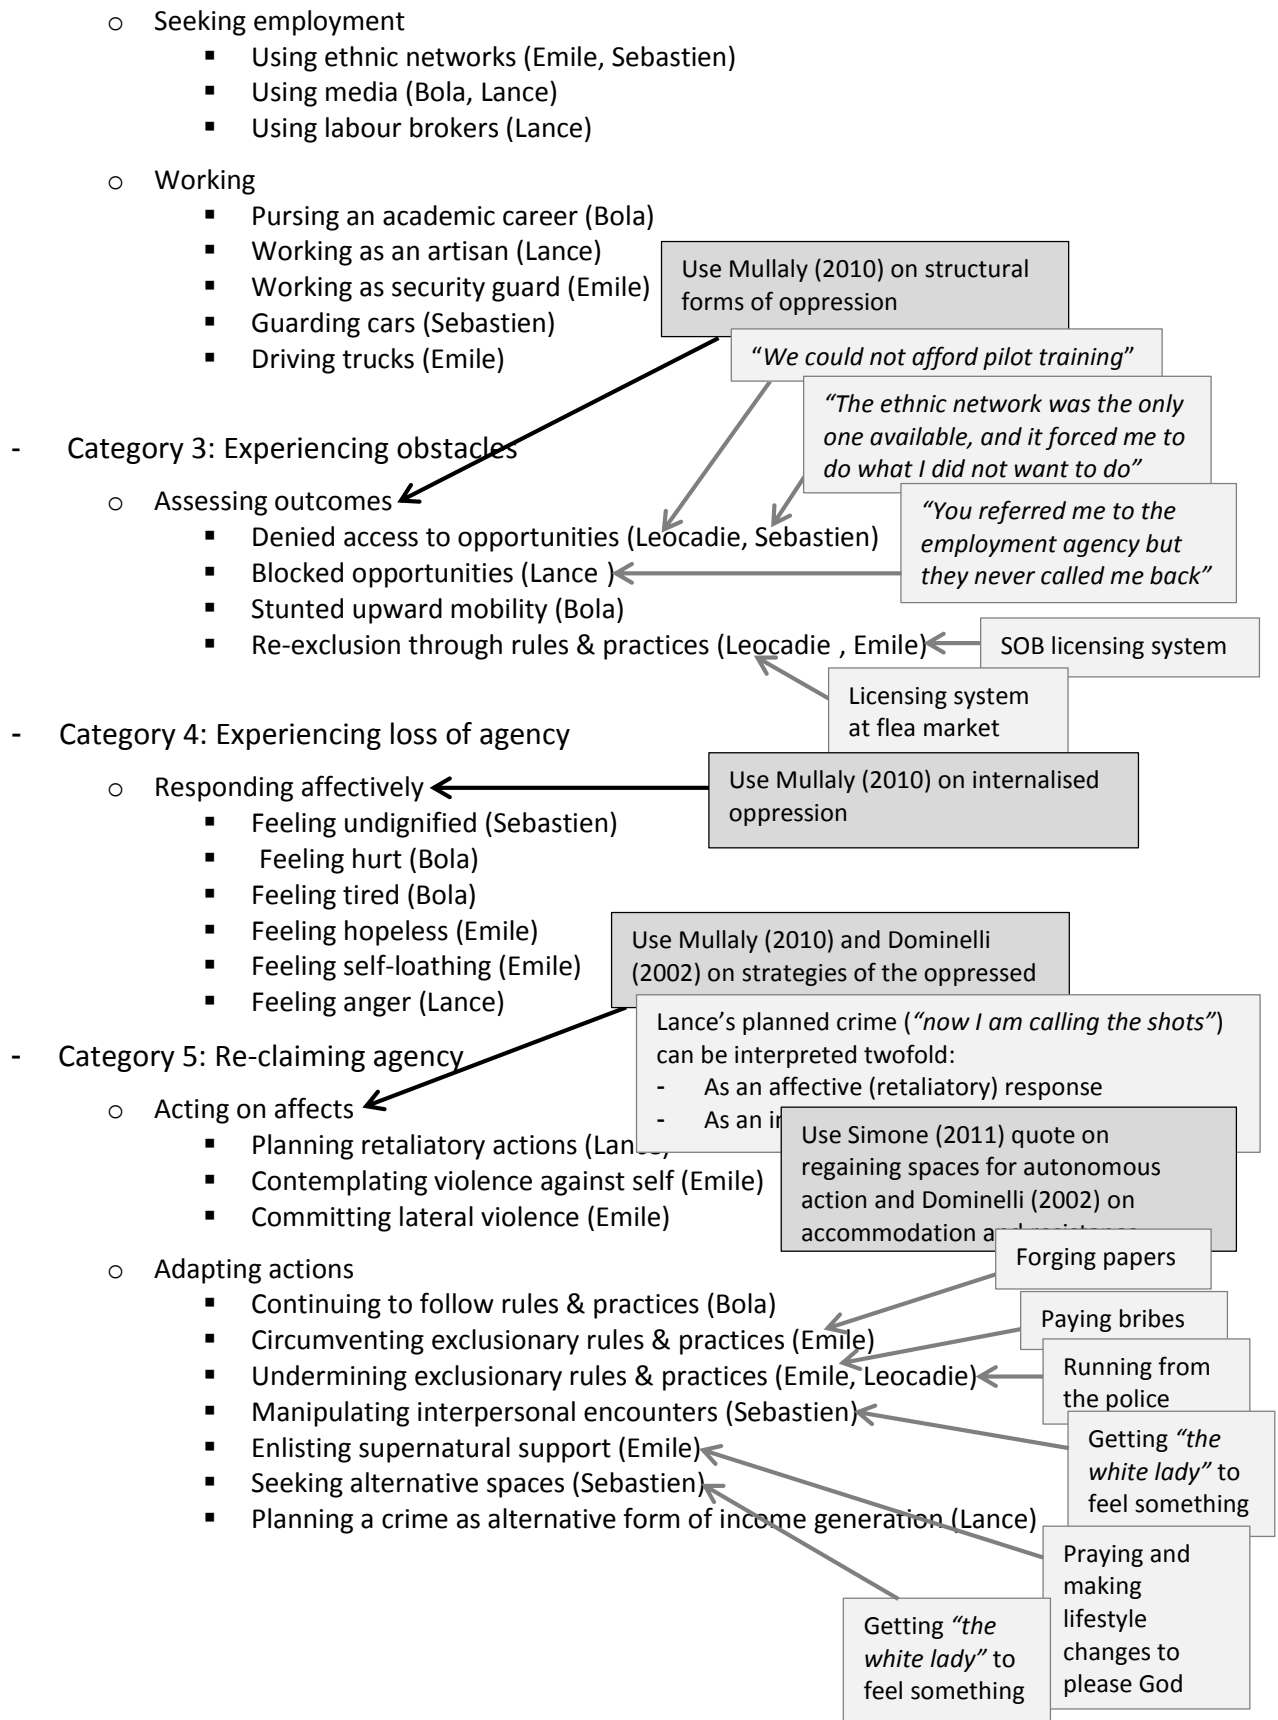 o Seeking employment
▪ Using ethnic networks (Emile, Sebastien)
▪ Using media (Bola, Lance)
▪ Using labour brokers (Lance)
o Working
▪ Pursing an academic career (Bola)
▪ Working as an artisan (Lance)
▪ Working as security guard (Emile)
▪ Guarding cars (Sebastien)
▪ Driving trucks (Emile)
Use Mullaly (2010) on structural
forms of oppression
“We could not afford pilot training”
“The ethnic network was the only
one available, and it forced me to
do what I did not want to do”
- Category 3: Experiencing obstacles
o Assessing outcomes
▪ Denied access to opportunities (Leocadie, Sebastien)
▪ Blocked opportunities (Lance )
▪ Stunted upward mobility (Bola)
▪ Re-exclusion through rules & practices (Leocadie , Emile)
“You referred me to the
employment agency but
they never called me back”
SOB licensing system
Licensing system
at flea market
- Category 4: Experiencing loss of agency
o Responding affectively
Use Mullaly (2010) on internalised
oppression
▪ Feeling undignified (Sebastien)
▪ Feeling hurt (Bola)
▪ Feeling tired (Bola)
▪ Feeling hopeless (Emile)
▪ Feeling self-loathing (Emile)
▪ Feeling anger (Lance)
Use Mullaly (2010) and Dominelli
(2002) on strategies of the oppressed
Lance’s planned crime (“now I am calling the shots”)
can be interpreted twofold:
- As an affective (retaliatory) response
- As an
- Category 5: Re-claiming agency
o Acting on affects
▪ Planning retaliatory actions (Lance)
▪ Contemplating violence against self (Emile)
▪ Committing lateral violence (Emile)
Use Simone (2011) quote on
regaining spaces for autonomous
action and Dominelli (2002) on
accommodation and resistance
o Adapting actions
▪ Continuing to follow rules & practices (Bola)
▪ Circumventing exclusionary rules & practices (Emile)
▪ Undermining exclusionary rules & practices (Emile, Leocadie)
▪ Manipulating interpersonal encounters (Sebastien)
▪ Enlisting supernatural support (Emile)
▪ Seeking alternative spaces (Sebastien)
▪ Planning a crime as alternative form of income generation (Lance)
Forging papers
Paying bribes
Running from
the police
Getting “the
white lady” to
feel something
Praying and
making
lifestyle
changes to
please God
Getting “the
white lady” to
feel something